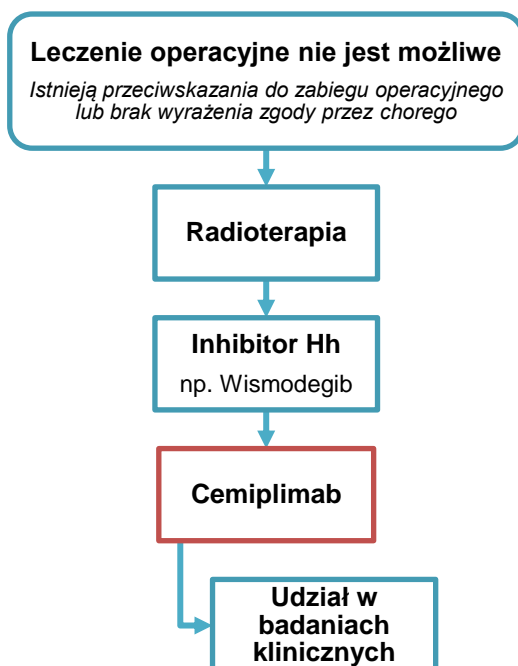 Leczenie operacyjne nie jest możliwe
Istnieją przeciwskazania do zabiegu operacyjnego
lub brak wyrażenia zgody przez chorego
Radioterapia
Inhibitor Hh
np. Wismodegib
Cemiplimab
Udział w
badaniach
klinicznych